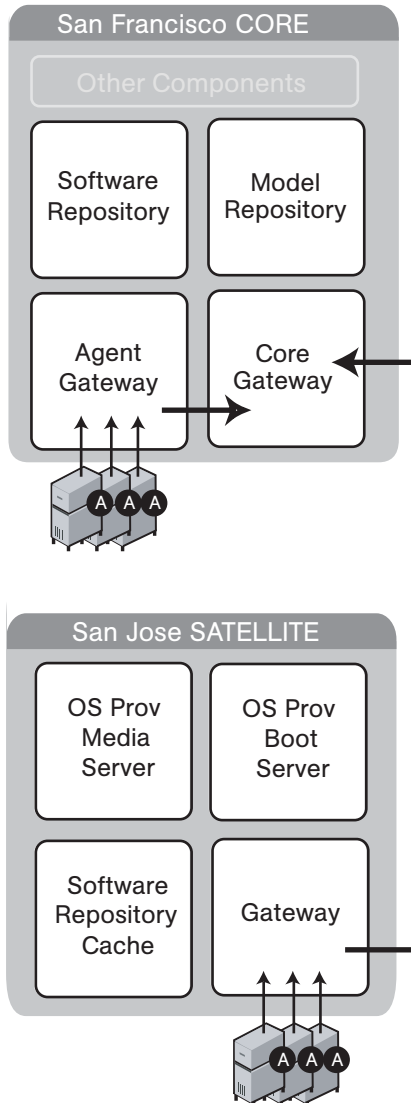 San Francisco CORE
Other Components
Software
Repository
Model
Repository
Agent
Gateway
Core
Gateway
A A A
San Jose SATELLITE
OS Prov
Media
Server
OS Prov
Boot
Server
Software
Repository
Cache
Gateway
A A A